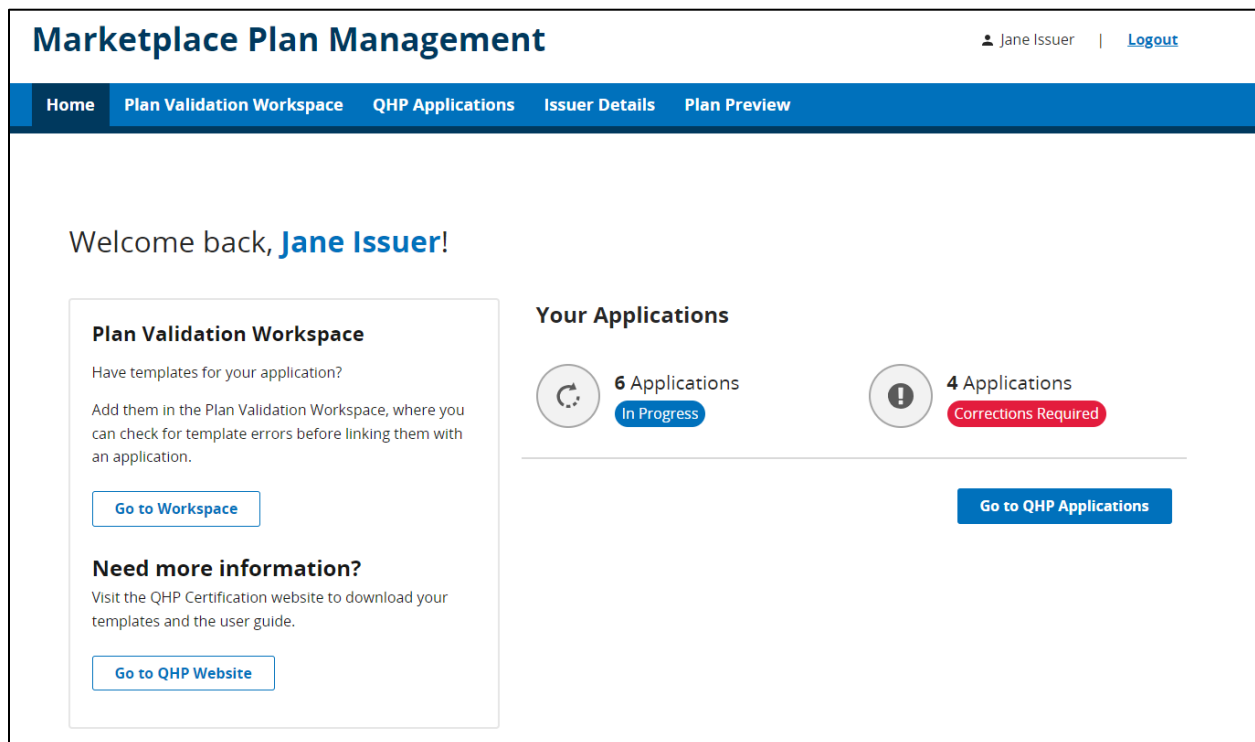 Marketplace Plan Management
Jane Issuer | Logout
Home Plan Validation Workspace QHP Applications Issuer Details Plan Preview
Welcome back, Jane Issuer!
Plan Validation Workspace
Have templates for your application?
Add them in the Plan Validation Workspace, where you
can check for template errors before linking them with
an application.
Go to Workspace
Need more information?
Visit the QHP Certification website to download your
templates and the user guide.
Go to QHP Website
Your Applications
6 Applications
In Progress
4 Applications
Corrections Required
Go to QHP Applications